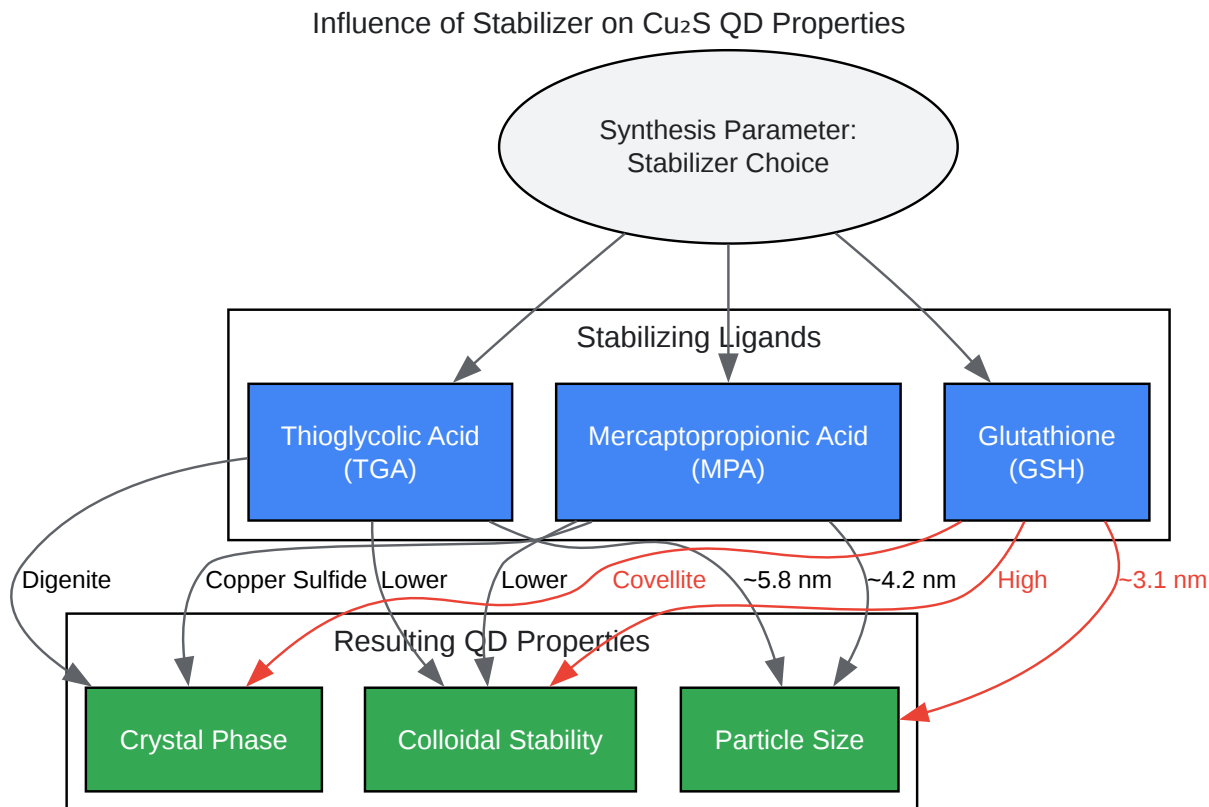 Influence of Stabilizer on Cu₂S QD Properties
Synthesis Parameter:
Stabilizer Choice
Stabilizing Ligands
Thioglycolic Acid
(TGA)
Mercaptopropionic Acid
(MPA)
Glutathione
(GSH)
Digenite
Copper Sulfide
Lower
Lower
Covellite
~5.8 nm
~4.2 nm
High
~3.1 nm
Resulting QD Properties
Crystal Phase
Colloidal Stability
Particle Size